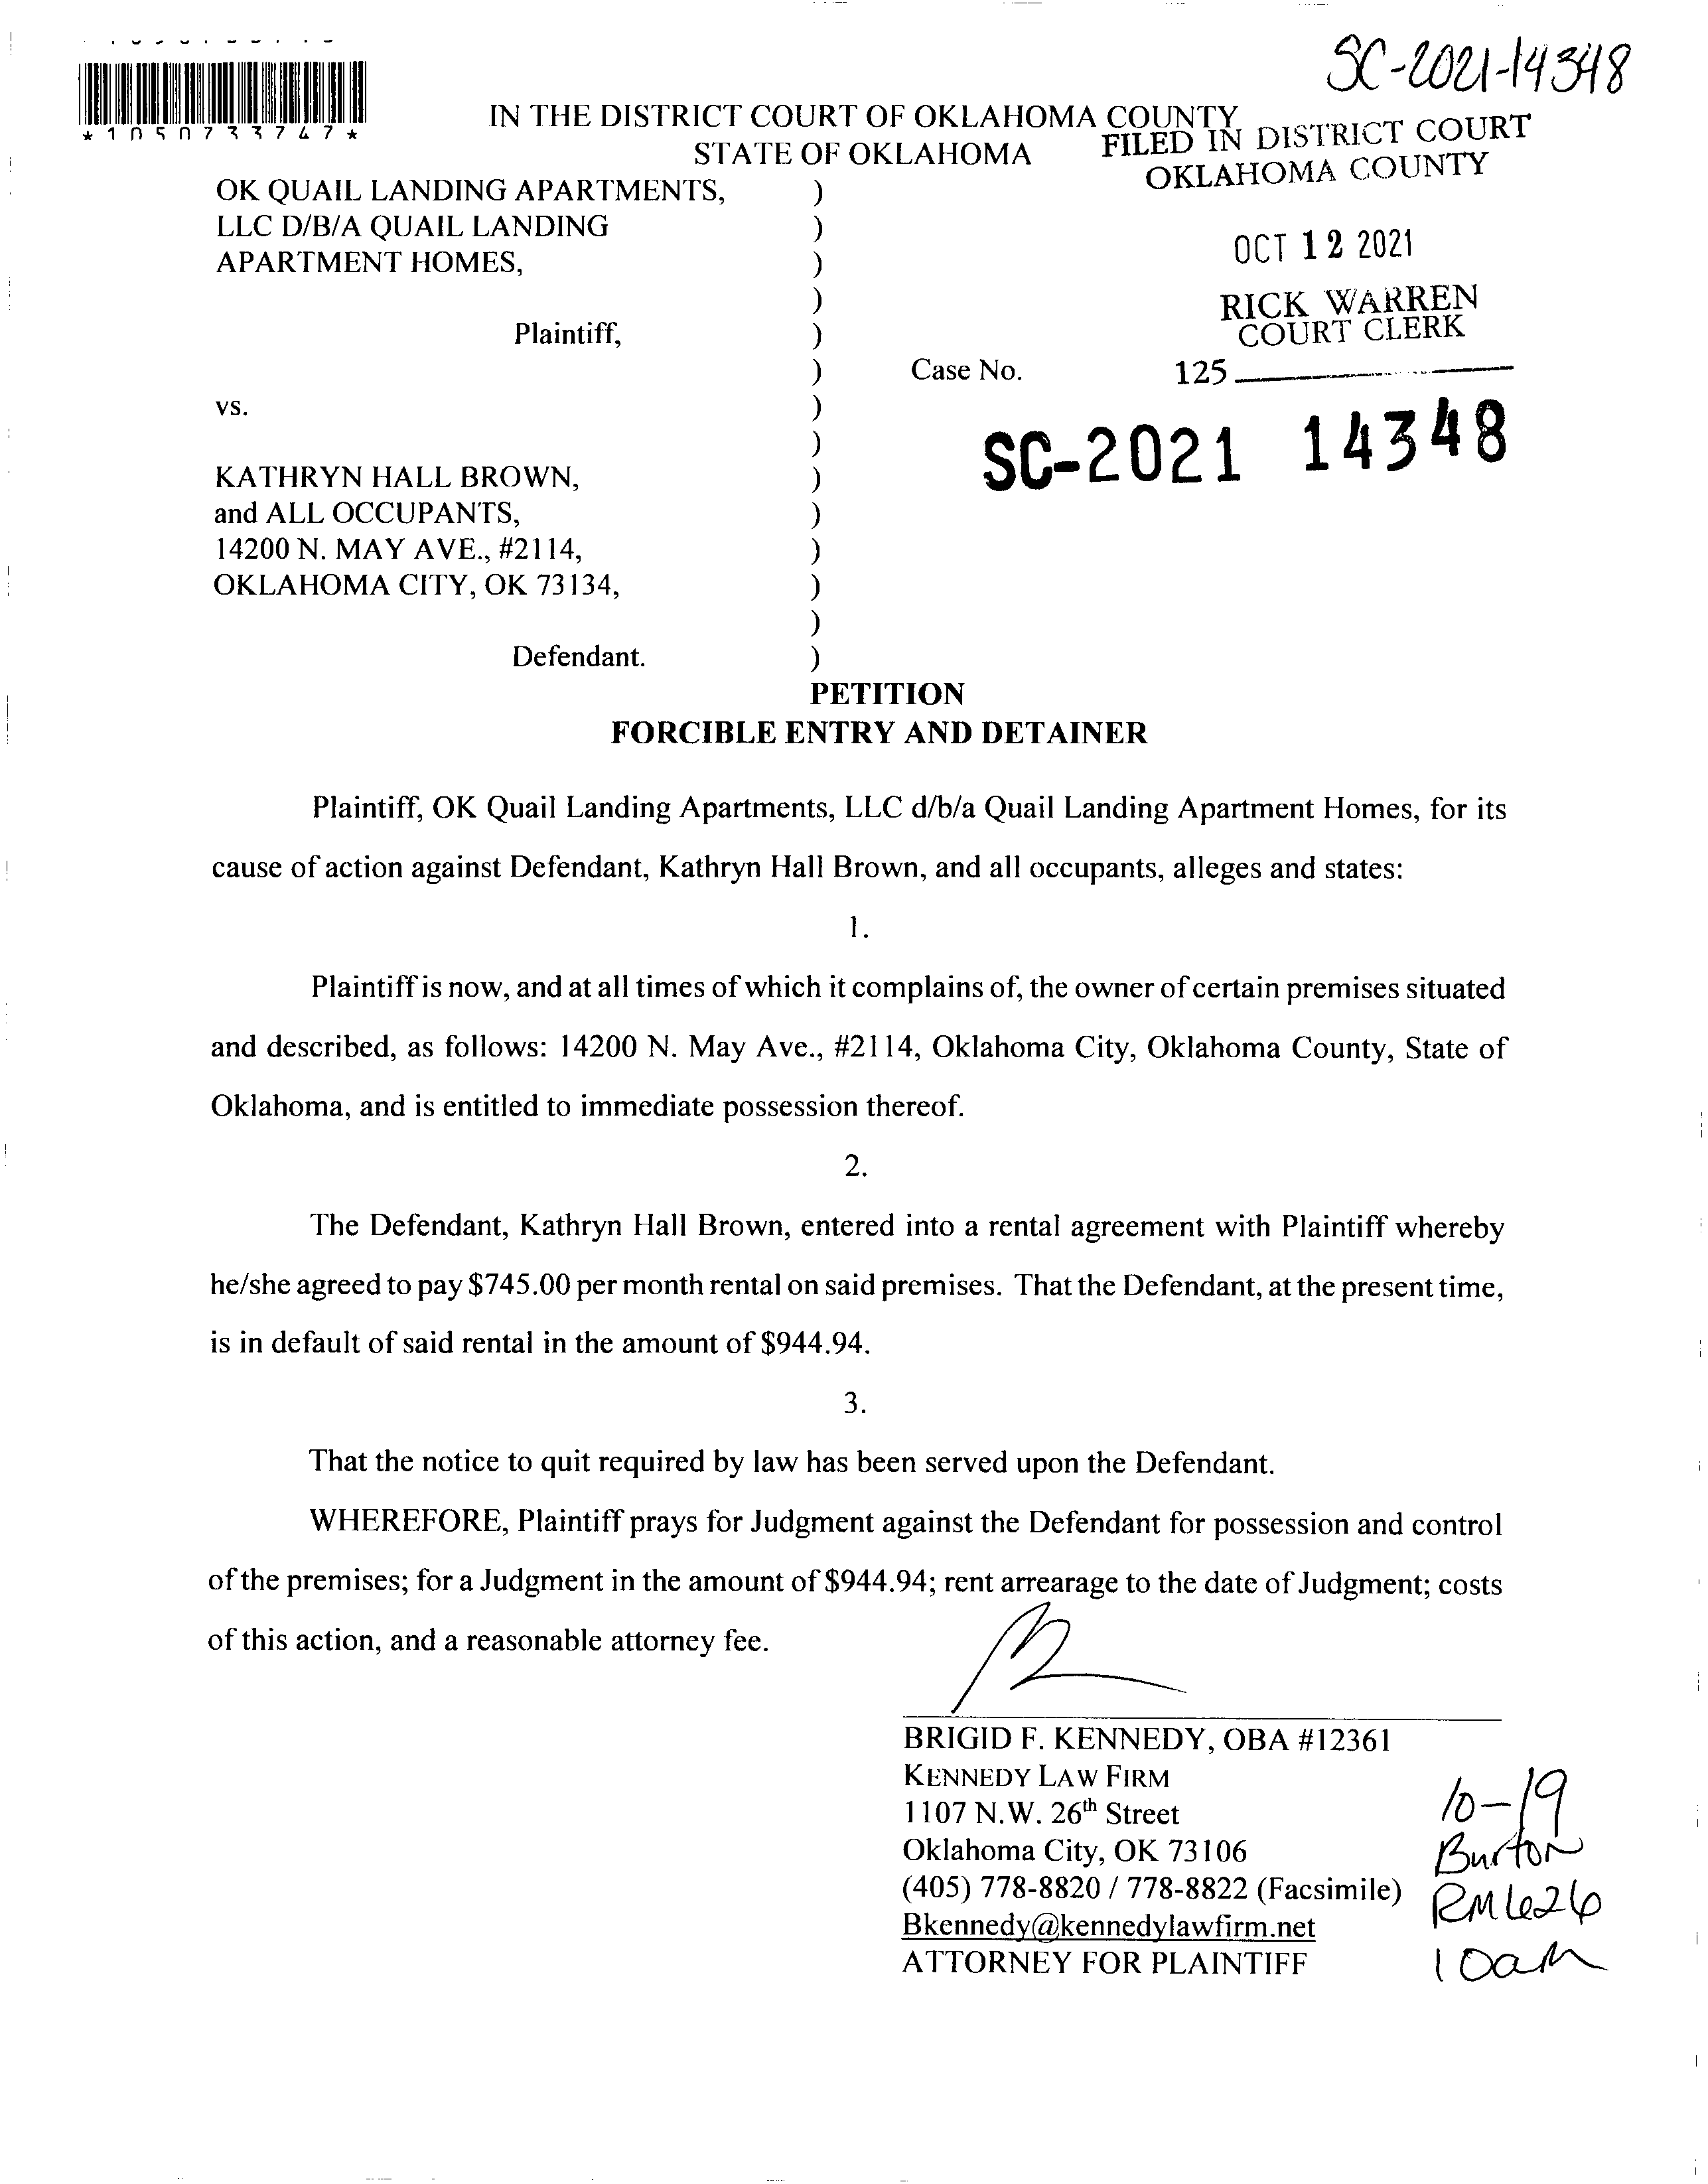 SC-2021-14348
*1050733747*
IN THE DISTRICT COURT OF OKLAHOMA COUNTY
STATE OF OKLAHOMA
FILED IN DISTRICT COURT
OKLAHOMA COUNTY
OK QUAIL LANDING APARTMENTS, )
LLC D/B/A QUAIL LANDING )
APARTMENT HOMES, )
OCT 12 2021
)
RICK WARREN
COURT CLERK
Plaintiff, )
) Case No.
125
vs. )
)
SC-2021 14348
KATHRYN HALL BROWN, )
and ALL OCCUPANTS, )
14200 N. MAY AVE., #2114, )
OKLAHOMA CITY, OK 73134, )
)
Defendant. )
PETITION
FORCIBLE ENTRY AND DETAINER
Plaintiff, OK Quail Landing Apartments, LLC d/b/a Quail Landing Apartment Homes, for its
cause of action against Defendant, Kathryn Hall Brown, and all occupants, alleges and states:
1.
Plaintiff is now, and at all times of which it complains of, the owner of certain premises situated
and described, as follows: 14200 N. May Ave., #2114, Oklahoma City, Oklahoma County, State of
Oklahoma, and is entitled to immediate possession thereof.
2.
The Defendant, Kathryn Hall Brown, entered into a rental agreement with Plaintiff whereby
he/she agreed to pay $745.00 per month rental on said premises. That the Defendant, at the present time,
is in default of said rental in the amount of $944.94.
3.
That the notice to quit required by law has been served upon the Defendant.
WHEREFORE, Plaintiff prays for Judgment against the Defendant for possession and control
of the premises; for a Judgment in the amount of $944.94; rent arrearage to the date of Judgment; costs
of this action, and a reasonable attorney fee.
BRIGID F. KENNEDY, OBA #12361
KENNEDY LAW FIRM
1107 N.W. 26th Street
Oklahoma City, OK 73106
(405) 778-8820 / 778-8822 (Facsimile)
Bkennedy@kennedylawfirm.net
ATTORNEY FOR PLAINTIFF
10-19
Burton
RM 626
10am